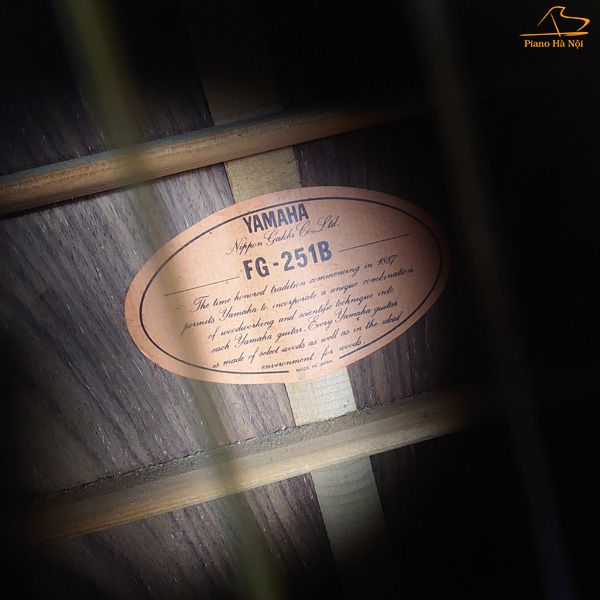 Piano Hà Nội
YAMAHA
Nippon Gakki Co., Ltd.
FG-251B
The time honored tradition commencing in 1887
permits Yamaha to incorporate a unique combination
of woodworking and scientific technique into
each Yamaha guitar. Every Yamaha guitar
is made of select woods as well as in the ideal
environment for woods.
MADE IN JAPAN